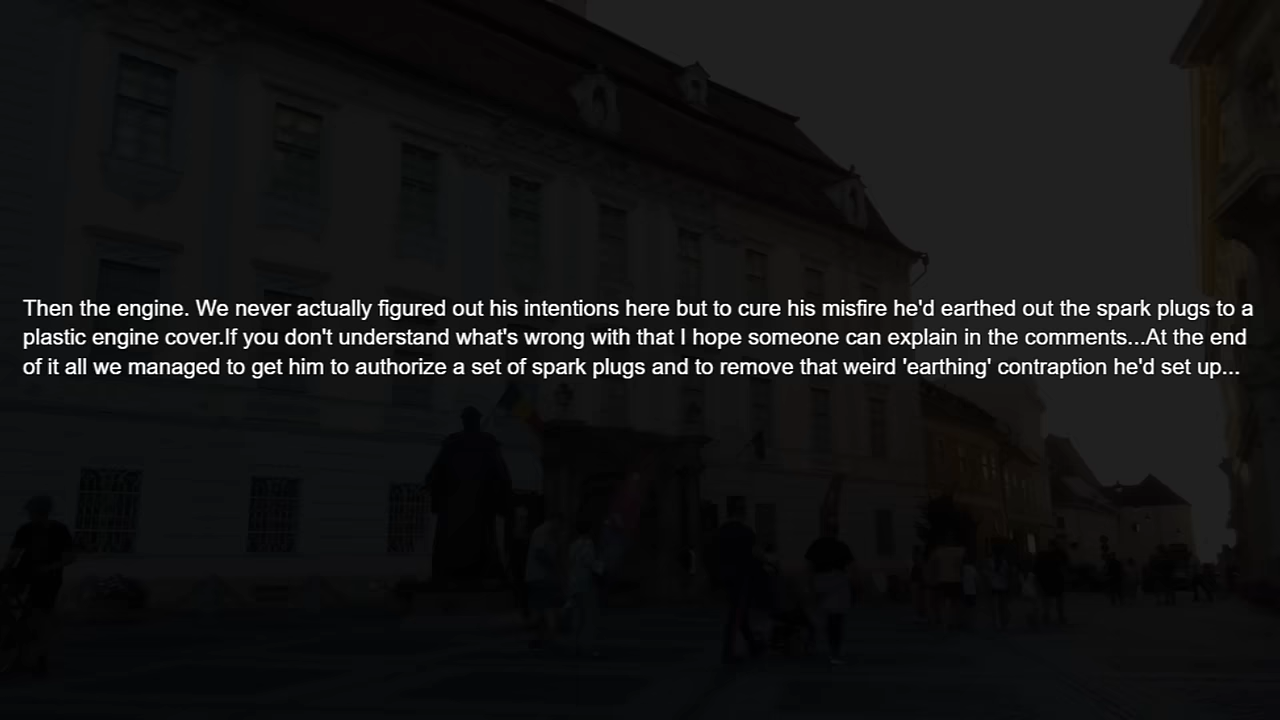 Then the engine. We never actually figured out his intentions here but to cure his misfire he'd earthed out the spark plugs to a
plastic engine cover.If you don't understand what's wrong with that I hope someone can explain in the comments...At the end
of it all we managed to get him to authorize a set of spark plugs and to remove that weird 'earthing' contraption he'd set up...